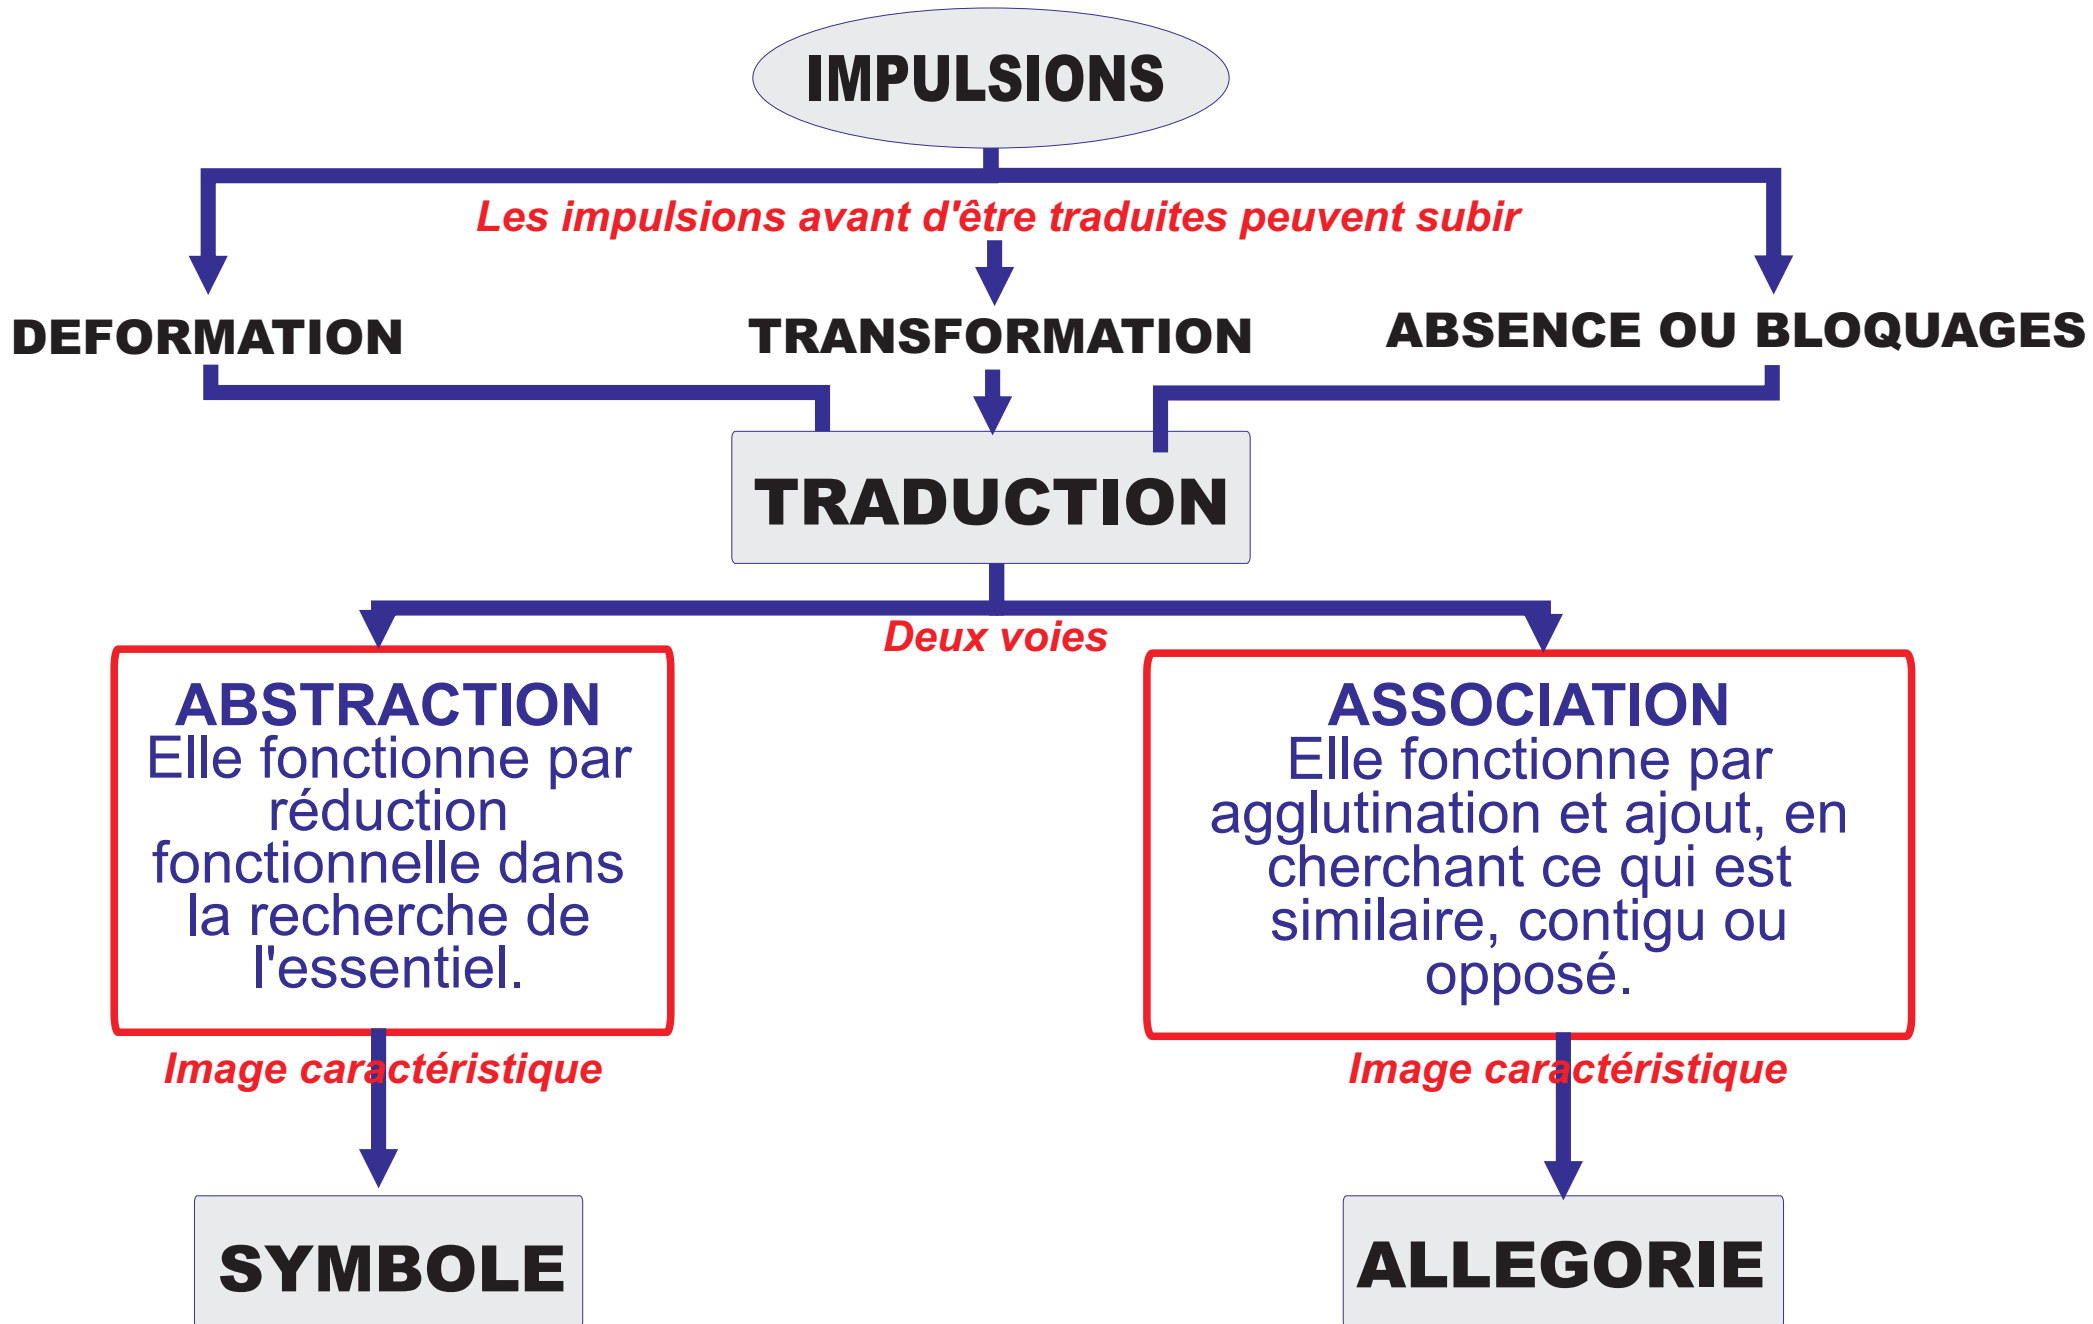 IMPULSIONS
Les impulsions avant d'être traduites peuvent subir
DEFORMATION
TRANSFORMATION
ABSENCE OU BLOQUAGES
TRADUCTION
Deux voies
ABSTRACTION
Elle fonctionne par
réduction
fonctionnelle dans
la recherche de
l'essentiel.
ASSOCIATION
Elle fonctionne par
agglutination et ajout, en
cherchant ce qui est
similaire, contigu ou
opposé.
Image caractéristique
Image caractéristique
SYMBOLE
ALLEGORIE